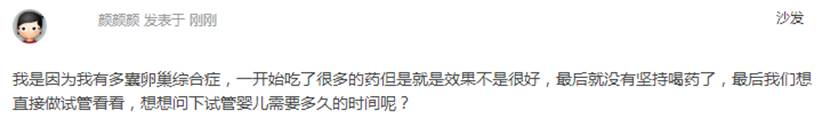 颜颜颜 发表于 刚刚
沙发
我是因为我有多囊卵巢综合症，一开始吃了很多的药但是就是效果不是很好，最后就没有坚持喝药了，最后我们想
直接做试管看看，想想问下试管婴儿需要多久的时间呢？